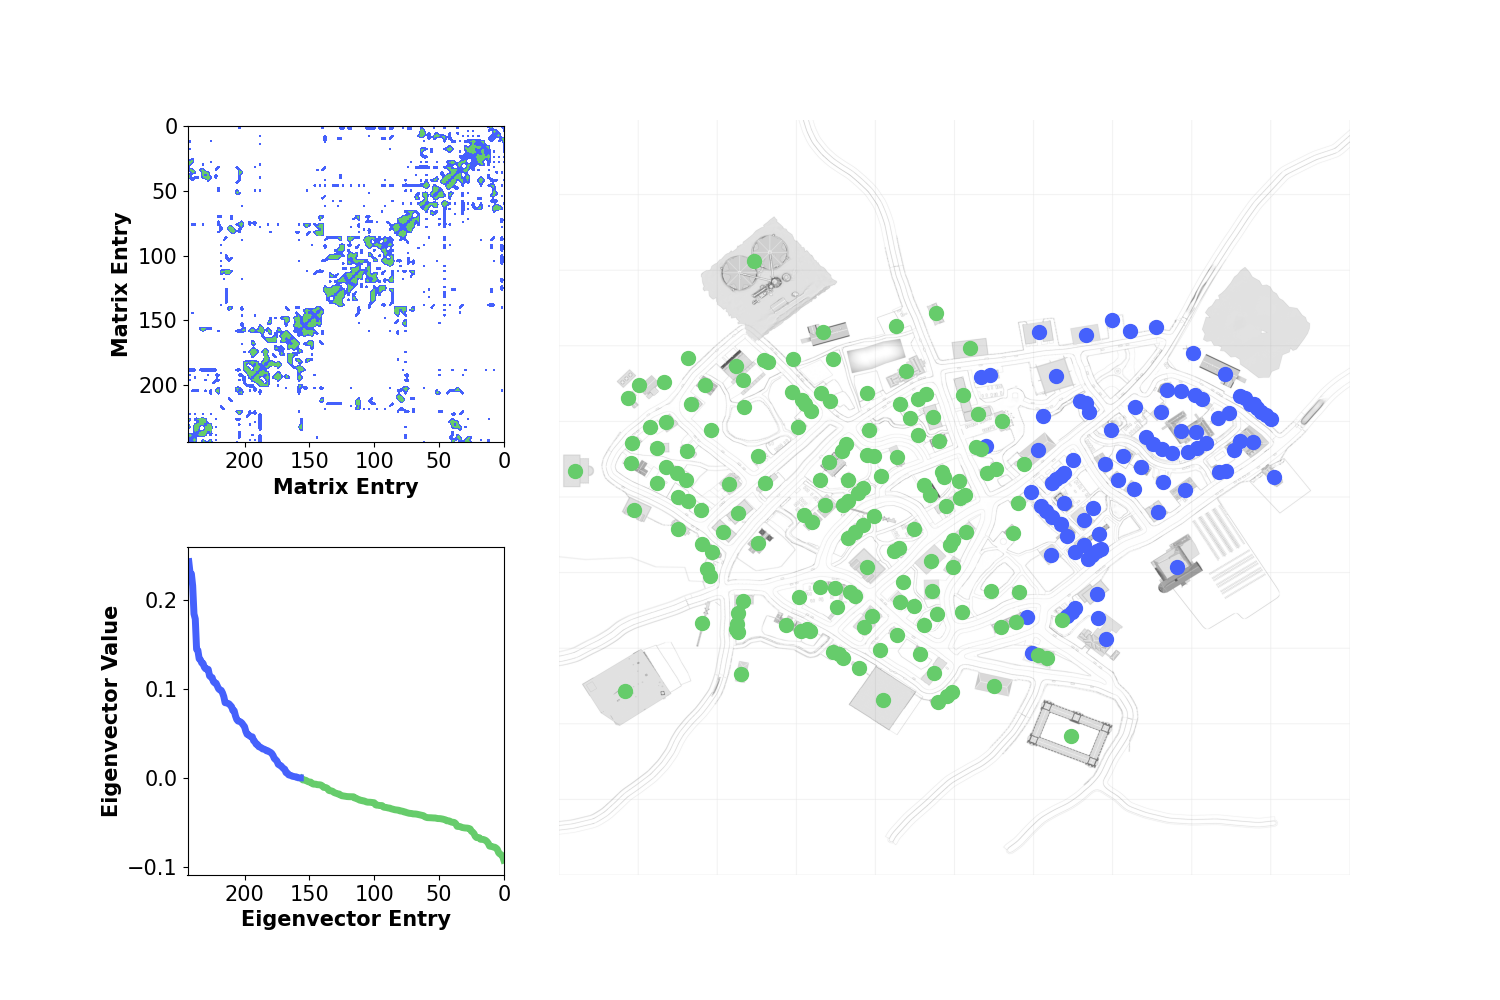 0
50
100
150
200
Matrix Entry
200 150 100 50 0
Matrix Entry
0.2
0.1
0.0
−0.1
Eigenvector Value
200 150 100 50 0
Eigenvector Entry